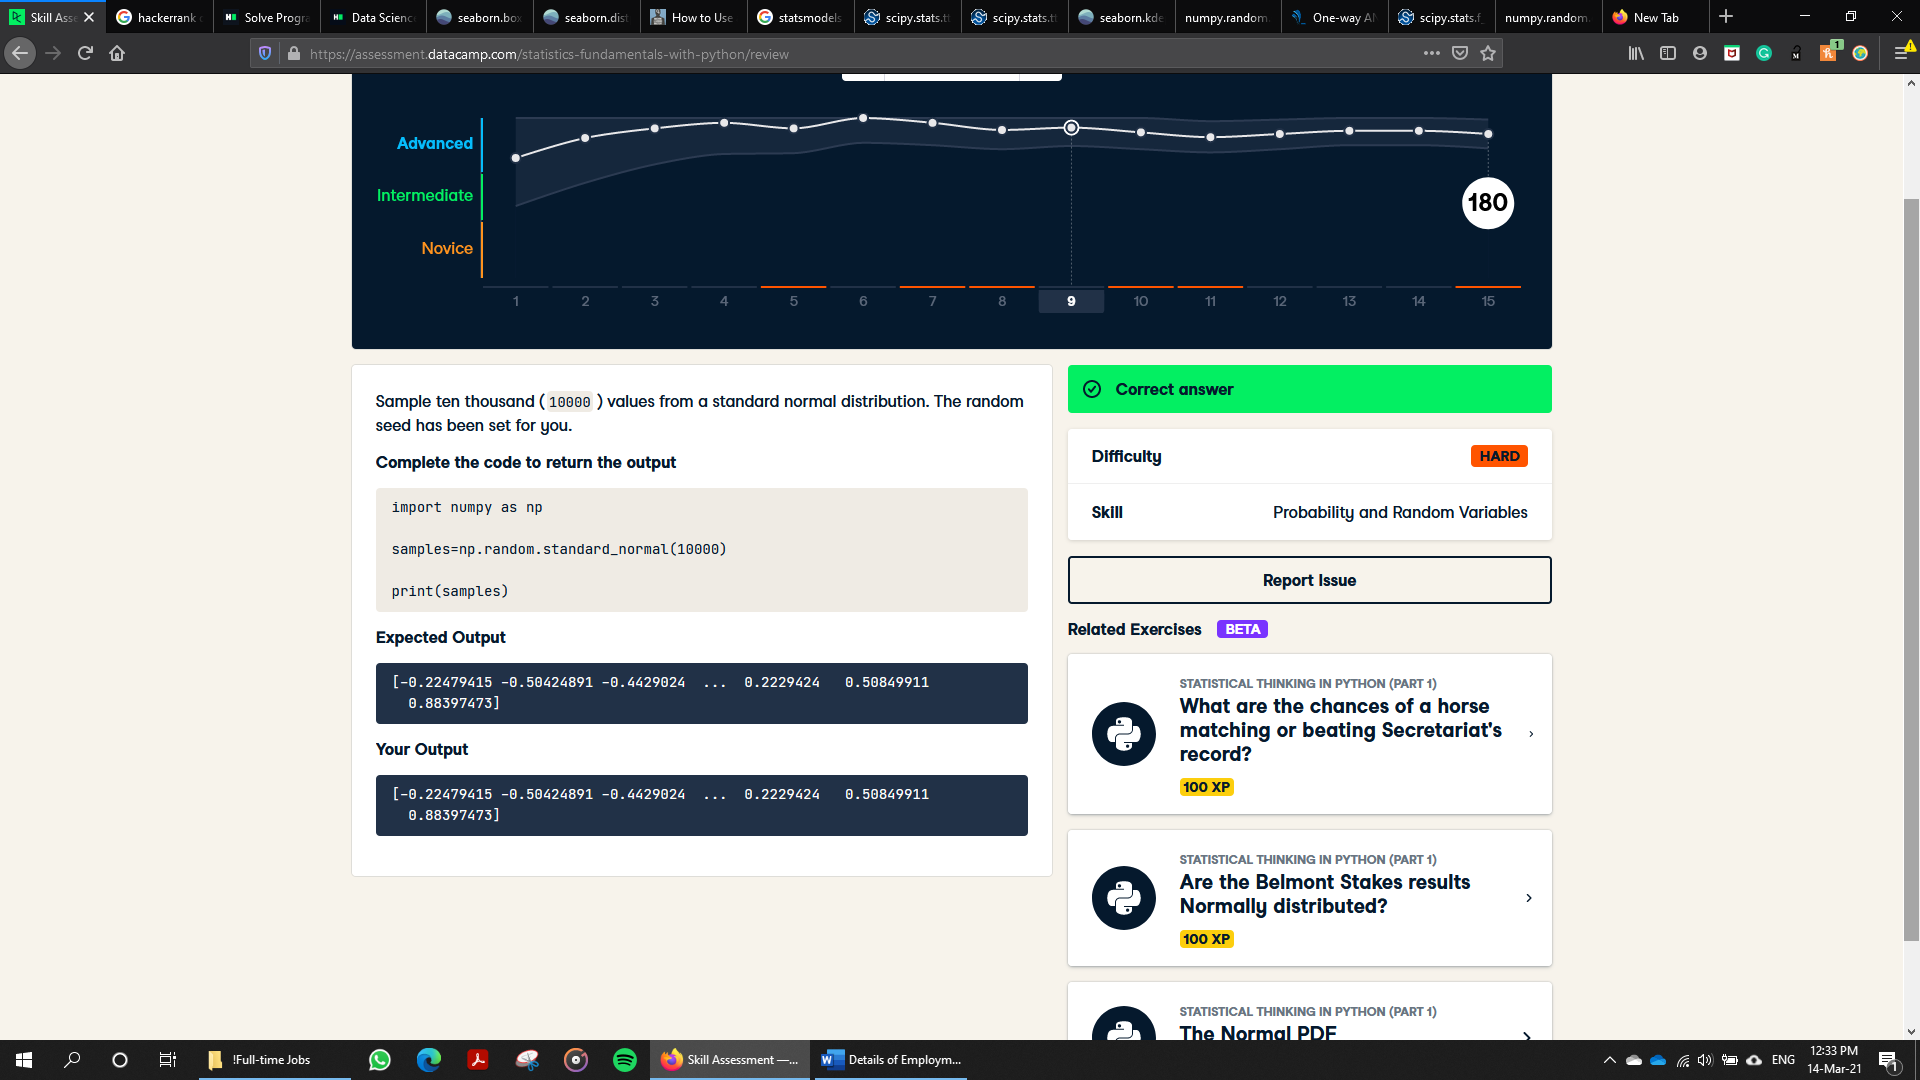 Skill Asse
hackerrank c
Solve Progra
Data Scienc
seaborn.box
seaborn.dist
How to Use
statsmodels
scipy.stats.tt
scipy.stats.tt
seaborn.kde
numpy.random.
One-way AN
scipy.stats.f_
numpy.random.
New Tab
https://assessment.datacamp.com/statistics-fundamentals-with-python/review
Advanced
Intermediate
Novice
180
1 2 3 4 5 6 7 8 9 10 11 12 13 14 15
Sample ten thousand ( 10000 ) values from a standard normal distribution. The random
seed has been set for you.
Complete the code to return the output
import numpy as np
samples=np.random.standard_normal(10000)
print(samples)
Expected Output
[-0.22479415 -0.50424891 -0.4429024 ... 0.2229424 0.50849911
0.88397473]
Your Output
[-0.22479415 -0.50424891 -0.4429024 ... 0.2229424 0.50849911
0.88397473]
Correct answer
Difficulty HARD
Skill Probability and Random Variables
Report Issue
Related Exercises BETA
STATISTICAL THINKING IN PYTHON (PART 1)
What are the chances of a horse
matching or beating Secretariat's
record?
100 XP
STATISTICAL THINKING IN PYTHON (PART 1)
Are the Belmont Stakes results
Normally distributed?
100 XP
STATISTICAL THINKING IN PYTHON (PART 1)
The Normal PDF
!Full-time Jobs
Skill Assessment —...
Details of Employm...
ENG
12:33 PM
14-Mar-21
1